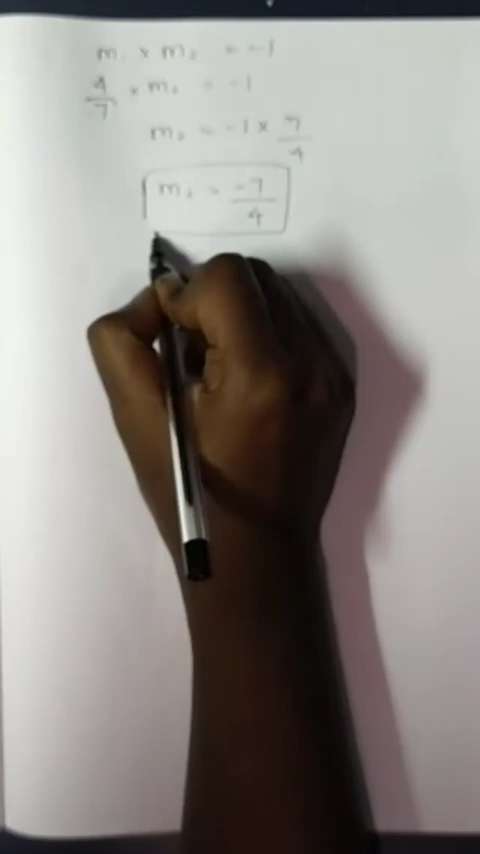 m₁ × m₂ = -1
4/7 × m₂ = -1
m₂ = -1 × 7/4
m₂ = -7/4